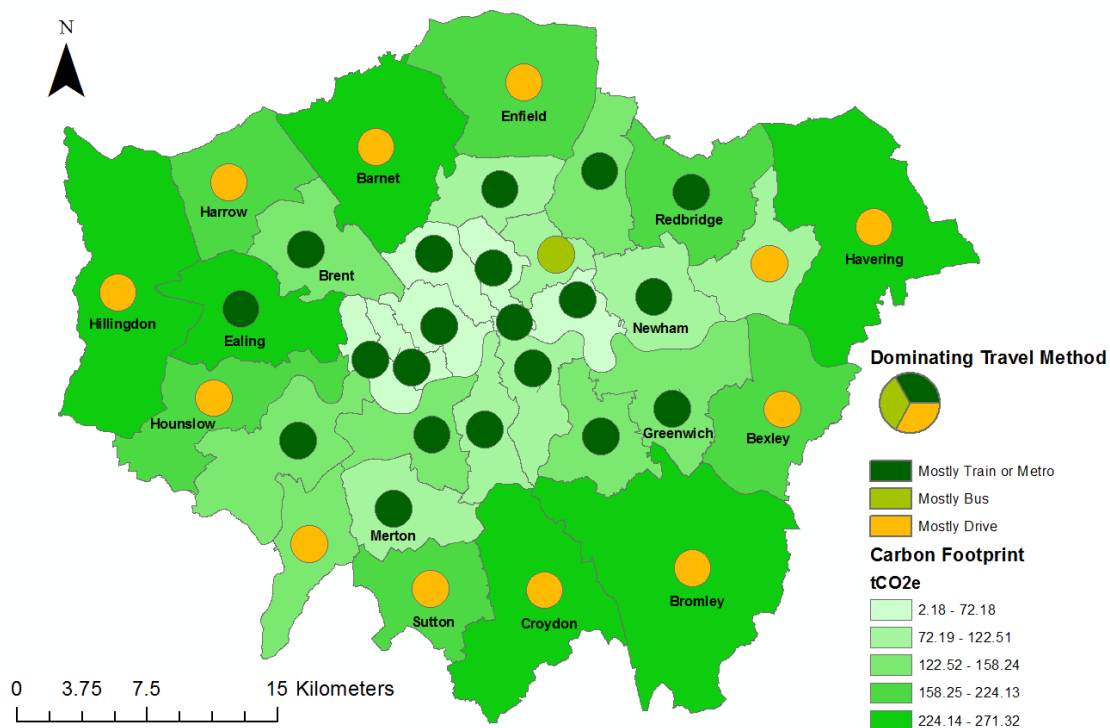 N
Enfield
Barnet
Harrow
Redbridge
Havering
Brent
Hillingdon
Newham
Ealing
Hounslow
Greenwich
Bexley
Merton
Bromley
Sutton
Croydon
0 3.75 7.5 15 Kilometers
Dominating Travel Method
Mostly Train or Metro
Mostly Bus
Mostly Drive
Carbon Footprint
tCO2e
2.18 - 72.18
72.19 - 122.51
122.52 - 158.24
158.25 - 224.13
224.14 - 271.32